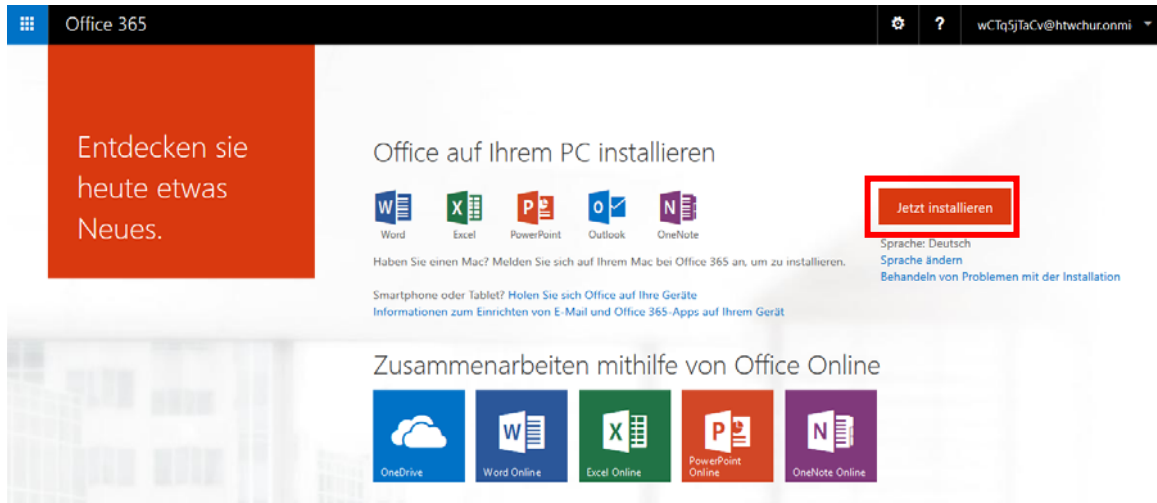 Office 365
?
wCTq5jTaCv@htwchur.onmi
Entdecken sie
heute etwas
Neues.
Office auf Ihrem PC installieren
Word Excel PowerPoint Outlook OneNote
Haben Sie einen Mac? Melden Sie sich auf Ihrem Mac bei Office 365 an, um zu installieren.
Smartphone oder Tablet? Holen Sie sich Office auf Ihre Geräte
Informationen zum Einrichten von E-Mail und Office 365-Apps auf Ihrem Gerät
Jetzt installieren
Sprache: Deutsch
Sprache ändern
Behandeln von Problemen mit der Installation
Zusammenarbeiten mithilfe von Office Online
OneDrive
Word Online
Excel Online
PowerPoint
Online
OneNote Online